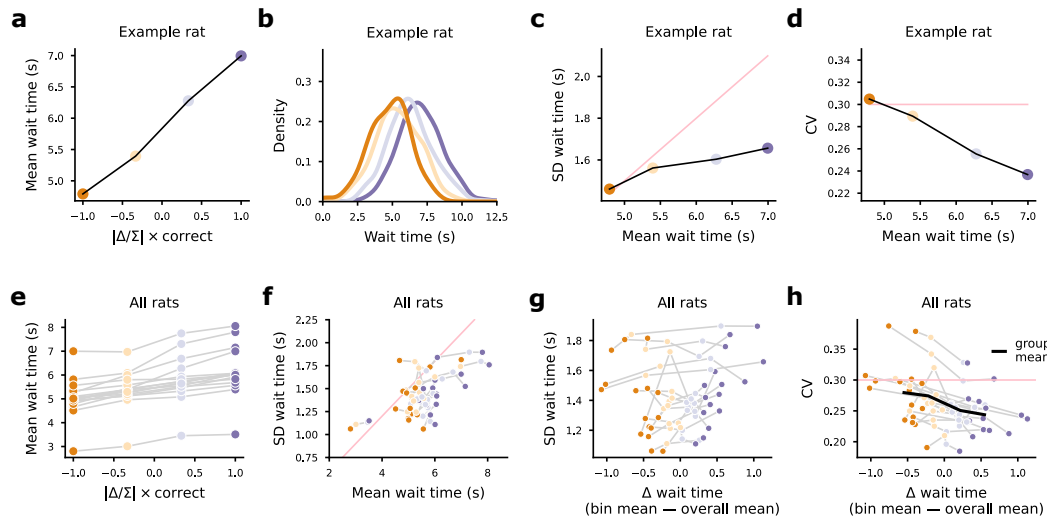 a
Example rat
Mean wait time (s)
7.0
6.5
6.0
5.5
5.0
−1.0
−0.5
0.0
0.5
1.0
|Δ/Σ| × correct
b
Example rat
Density
0.3
0.2
0.1
0.0
0.0
2.5
5.0
7.5
10.0
12.5
Wait time (s)
c
Example rat
SD wait time (s)
2.0
1.8
1.6
5.0
5.5
6.0
6.5
7.0
Mean wait time (s)
d
Example rat
CV
0.34
0.32
0.30
0.28
0.26
0.24
0.22
5.0
5.5
6.0
6.5
7.0
Mean wait time (s)
e
All rats
Mean wait time (s)
8
7
6
5
4
3
−1.0
−0.5
0.0
0.5
1.0
|Δ/Σ| × correct
f
All rats
SD wait time (s)
2.25
2.00
1.75
1.50
1.25
1.00
0.75
4
6
8
Mean wait time (s)
g
All rats
SD wait time (s)
1.8
1.6
1.4
1.2
−1.0
−0.5
0.0
0.5
1.0
Δ wait time
(bin mean — overall mean)
h
All rats
CV
0.35
0.30
0.25
0.20
group
mean
−1.0
−0.5
0.0
0.5
1.0
Δ wait time
(bin mean — overall mean)